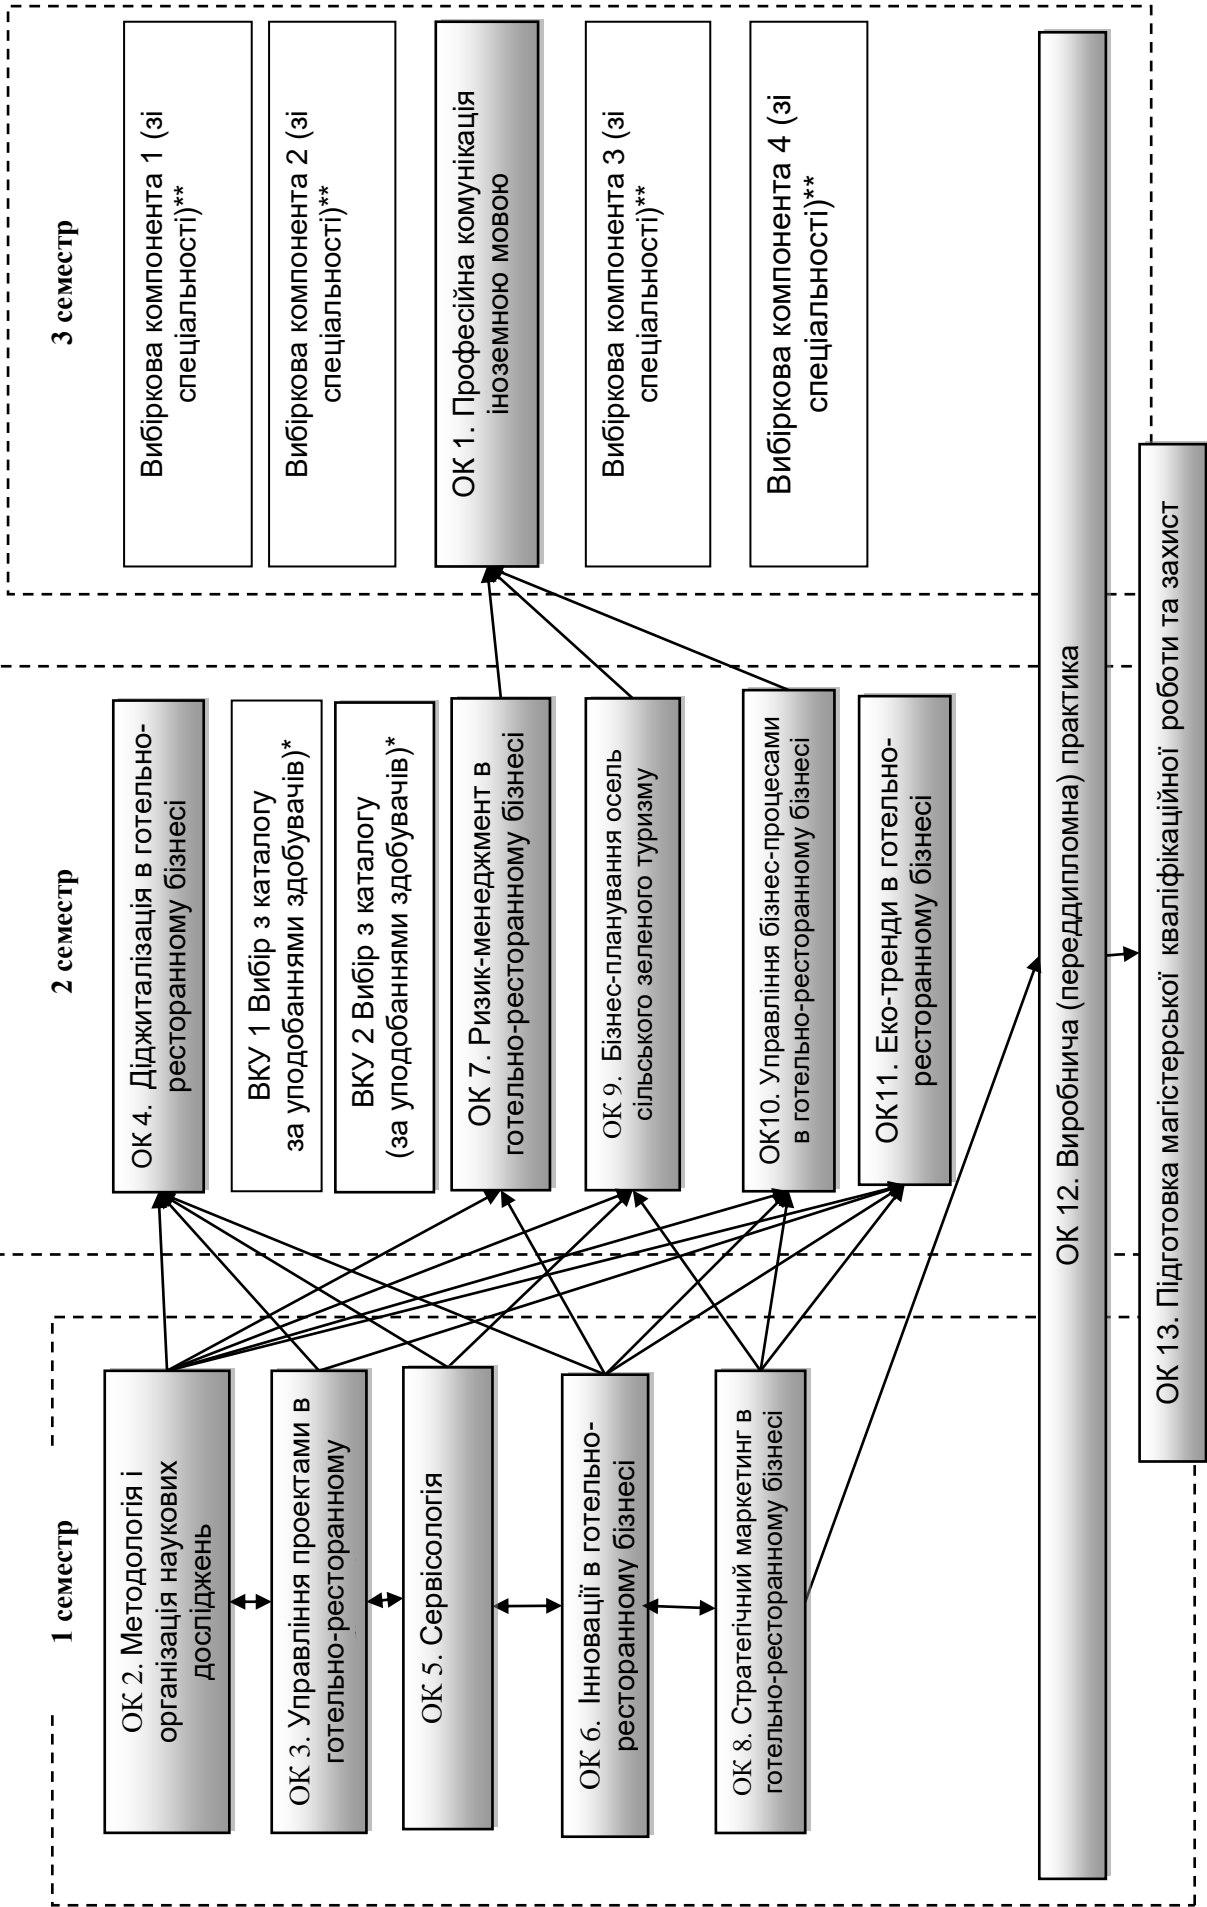 1 семестр
ОК 2. Методологія і
організація наукових
досліджень
ОК 3. Управління проектами в
готельно-ресторанному
ОК 5. Сервісологія
ОК 6. Інновації в готельно-
ресторанному бізнесі
ОК 8. Стратегічний маркетинг в
готельно-ресторанному бізнесі
2 семестр
ОК 4. Діджиталізація в готельно-
ресторанному бізнесі
ВКУ 1 Вибір з каталогу
за уподобаннями здобувачів)*
ВКУ 2 Вибір з каталогу
(за уподобаннями здобувачів)*
ОК 7. Ризик-менеджмент в
готельно-ресторанному бізнесі
ОК 9. Бізнес-планування осель
сільського зеленого туризму
ОК10. Управління бізнес-процесами
в готельно-ресторанному бізнесі
ОК11. Еко-тренди в готельно-
ресторанному бізнесі
3 семестр
Вибіркова компонента 1 (зі
спеціальності)**
Вибіркова компонента 2 (зі
спеціальності)**
ОК 1. Професійна комунікація
іноземною мовою
Вибіркова компонента 3 (зі
спеціальності)**
Вибіркова компонента 4 (зі
спеціальності)**
ОК 12. Виробнича (переддипломна) практика
ОК 13. Підготовка магістерської кваліфікаційної роботи та захист